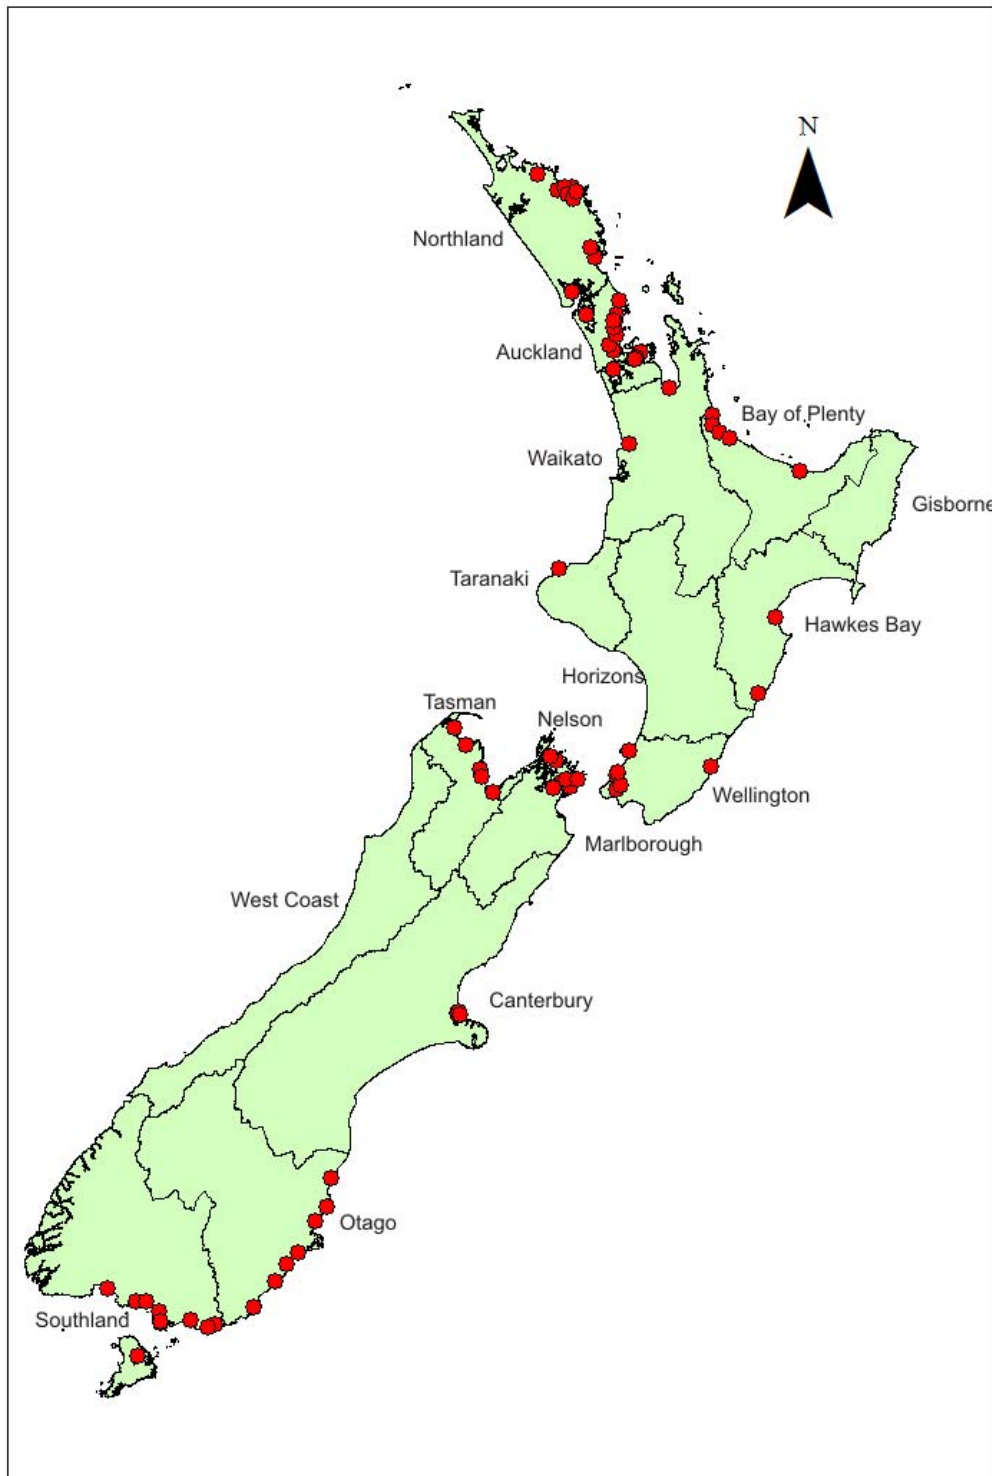 N
Northland
Auckland
Bay of Plenty
Waikato
Gisborne
Taranaki
Hawkes Bay
Horizons
Tasman
Nelson
Wellington
Marlborough
West Coast
Canterbury
Otago
Southland